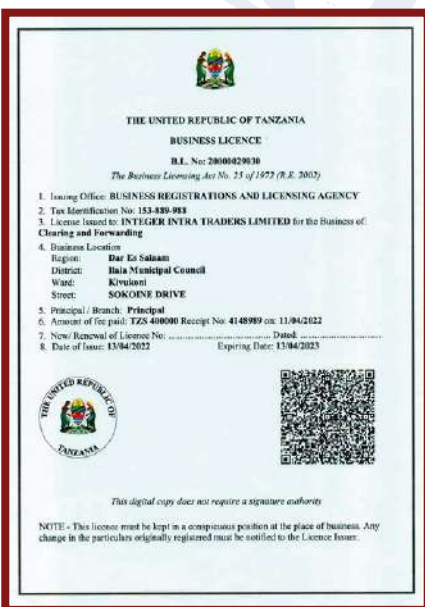 THE UNITED REPUBLIC OF TANZANIA
BUSINESS LICENCE
B.L. No: 20000029030
The Business Licensing Act No. 25 of 1972 (R.E. 2002)
1. Issuing Office: BUSINESS REGISTRATIONS AND LICENSING AGENCY
2. Tax Identification No: 153-889-988
3. License Issued to: INTEGER INTRA TRADERS LIMITED for the Business of:
Clearing and Forwarding
4. Business Location
Region: Dar Es Salaam
District: Ilala Municipal Council
Ward: Kivukoni
Street: SOKOINE DRIVE
5. Principal / Branch: Principal
6. Amount of fee paid: TZS 400000 Receipt No: 4148989 on: 11/04/2022
7. New/ Renewal of Licence No: ........................ Dated: ........................
8. Date of Issue: 13/04/2022 Expiring Date: 13/04/2023
THE UNITED REPUBLIC OF
TANZANIA
This digital copy does not require a signature authority
NOTE - This licence must be kept in a conspicuous position at the place of business. Any
change in the particulars originally registered must be notified to the Licence Issuer.